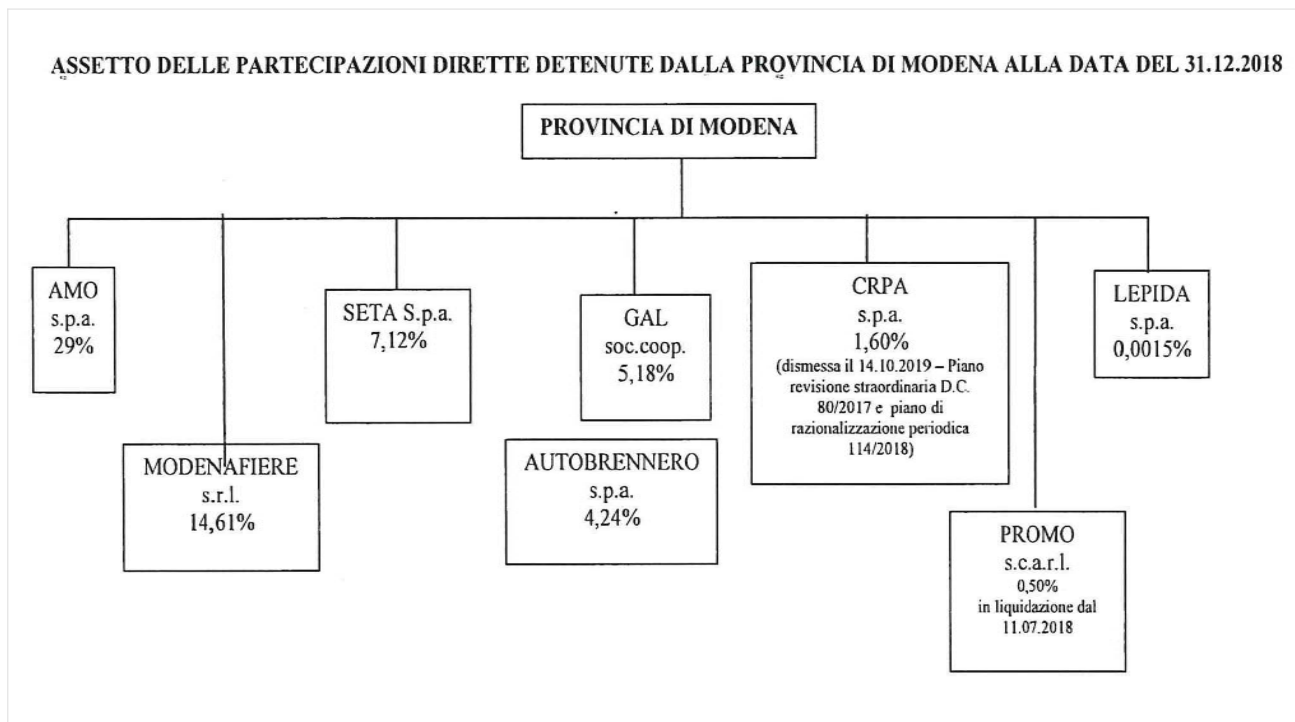 ASSETTO DELLE PARTECIPAZIONI DIRETTE DETENUTE DALLA PROVINCIA DI MODENA ALLA DATA DEL 31.12.2018
PROVINCIA DI MODENA
AMO
s.p.a.
29%
MODENAFIERE
s.r.l.
14,61%
SETA S.p.a.
7,12%
GAL
soc.coop.
5,18%
AUTOBRENNERO
s.p.a.
4,24%
CRPA
s.p.a.
1,60%
(dismessa il 14.10.2019 – Piano
revisione straordinaria D.C.
80/2017 e piano di
razionalizzazione periodica
114/2018)
PROMO
s.c.a.r.l.
0,50%
in liquidazione dal
11.07.2018
LEPIDA
s.p.a.
0,0015%